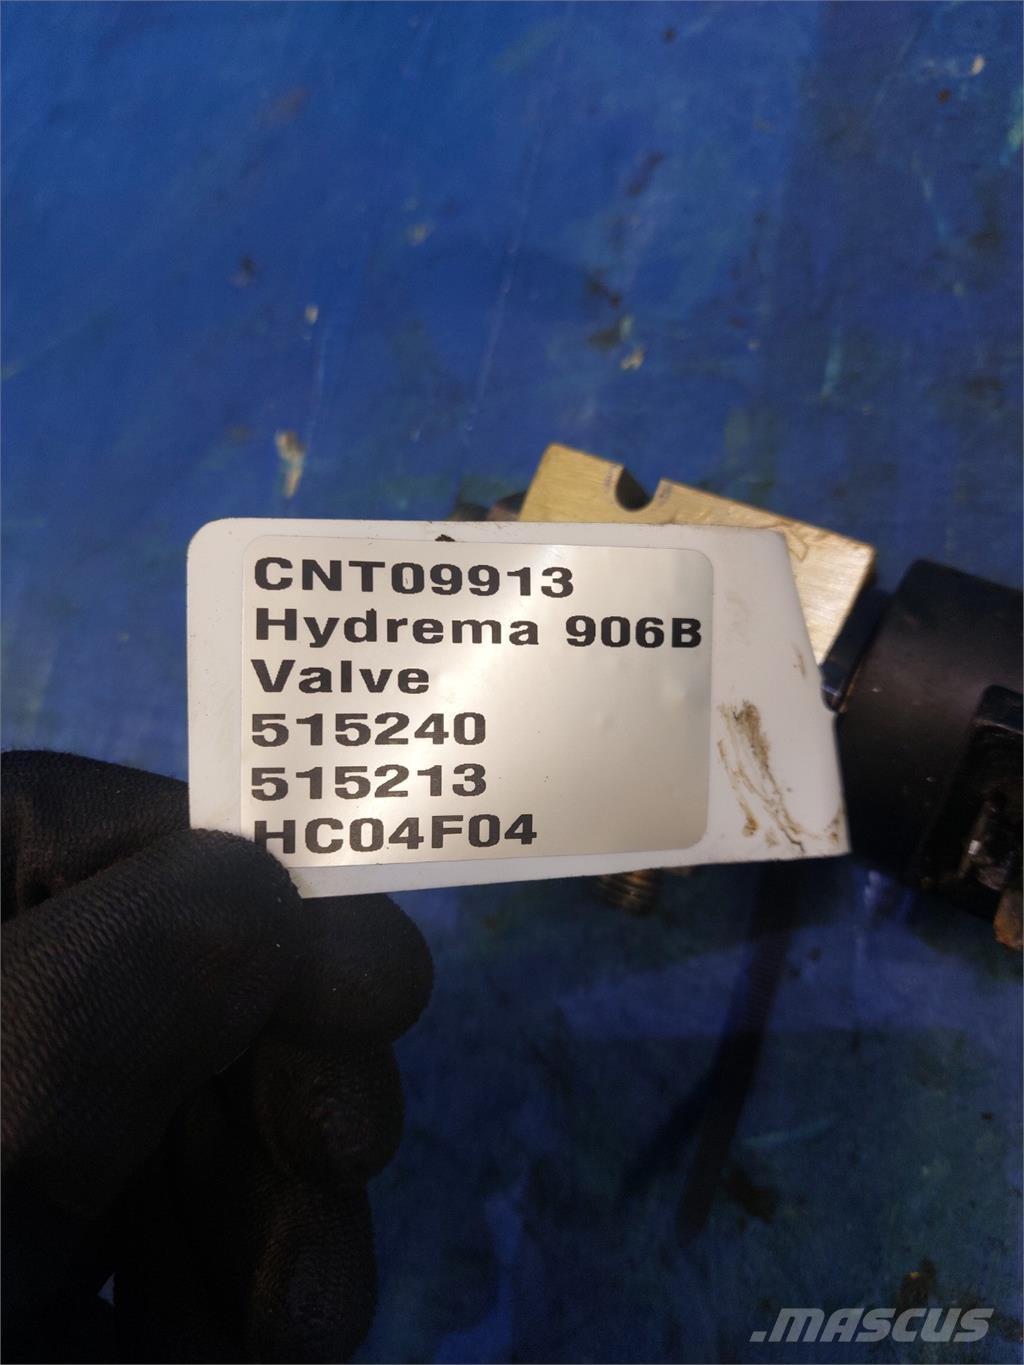 CNT09913
Hydrema 906B
Valve
515240
515213
HC04F04
.MASCUS